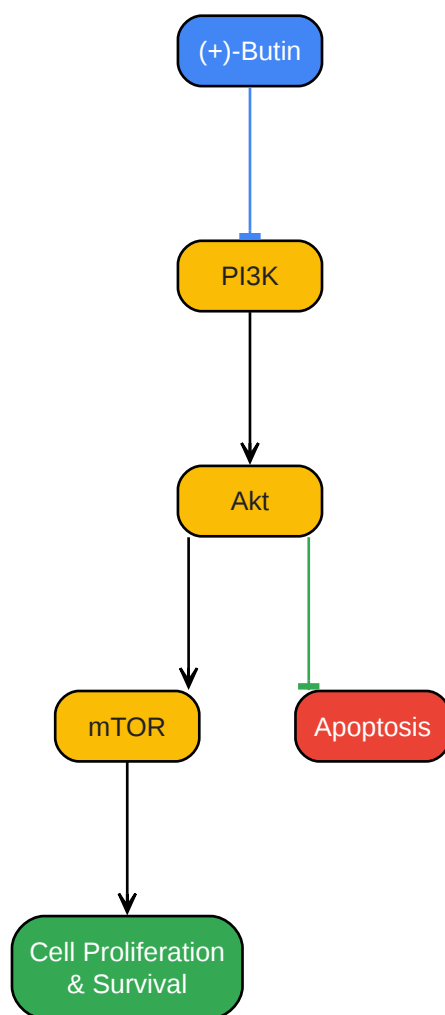 (+)-Butin
PI3K
Akt
mTOR
Apoptosis
Cell Proliferation
& Survival